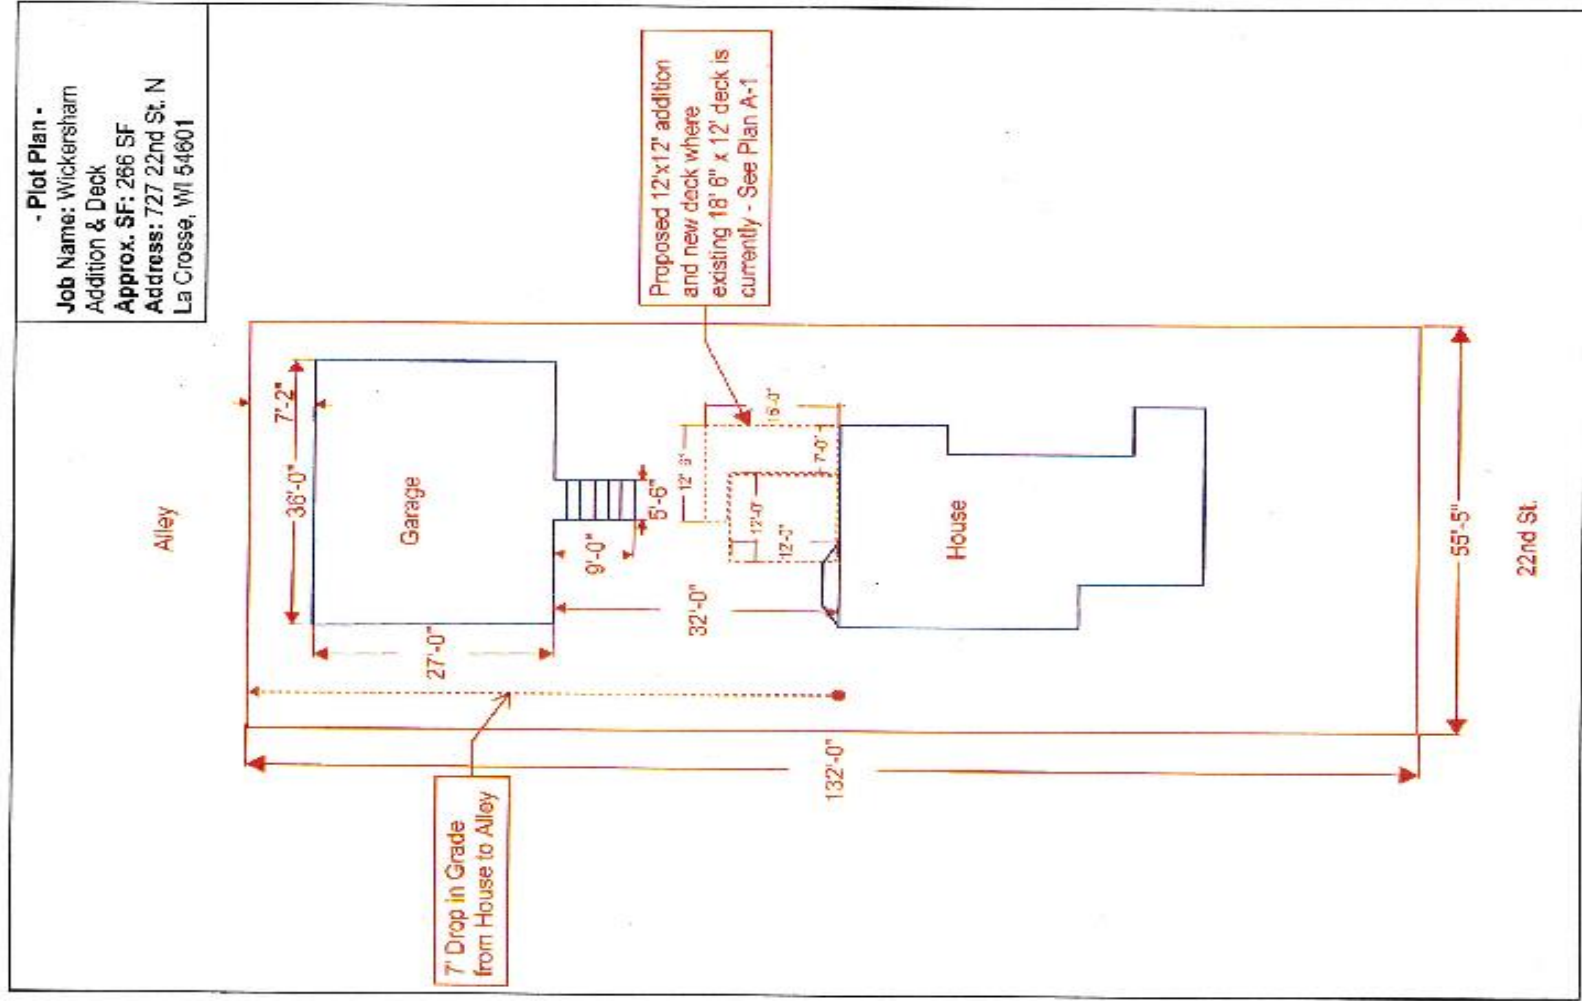 - Plot Plan -
Job Name: Wickersham
Addition & Deck
Approx. SF: 266 SF
Address: 727 22nd St. N
La Crosse, WI 54601
Alley
7'-2"
36'-0"
Garage
27'-0"
9'-0"
5'-6"
32'-0"
Proposed 12'x12' addition
and new deck where
existing 18' 6" x 12' deck is
currently - See Plan A-1
12'-0"
12'-0"
7'-0"
House
7' Drop in Grade
from House to Alley
132'-0"
55'-5"
22nd St.